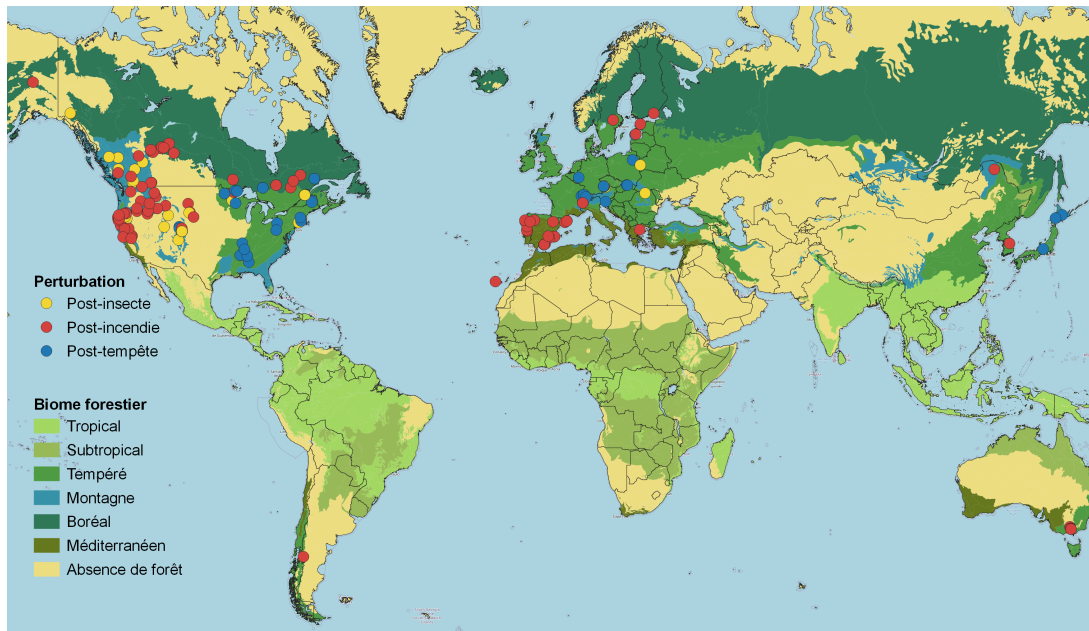 Perturbation
Post-insecte
Post-incendie
Post-tempête
Biome forestier
Tropical
Subtropical
Tempéré
Montagne
Boréal
Méditerranéen
Absence de forêt